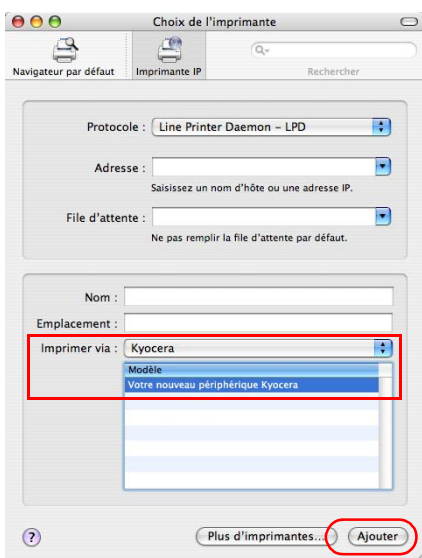 Choix de l'imprimante
Navigateur par défaut
Imprimante IP
Rechercher
Protocole : Line Printer Daemon – LPD
Adresse :
Saisissez un nom d'hôte ou une adresse IP.
File d'attente :
Ne pas remplir la file d'attente par défaut.
Nom :
Emplacement :
Imprimer via : Kyocera
Modèle
Votre nouveau périphérique Kyocera
? Plus d'imprimantes... Ajouter